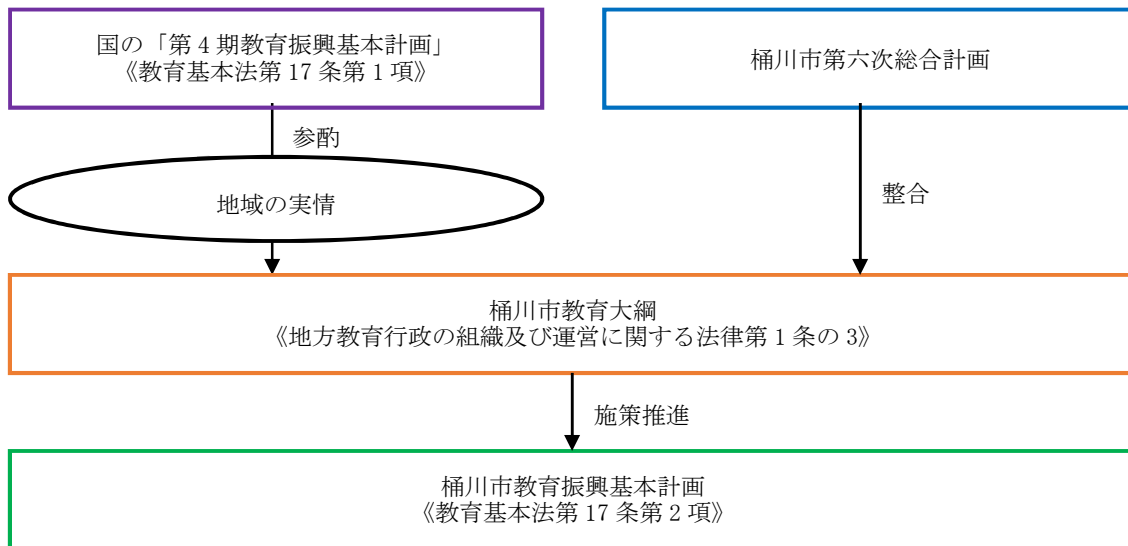 国の「第４期教育振興基本計画」
《教育基本法第 17 条第 1 項》
桶川市第六次総合計画
参酌
地域の実情
整合
桶川市教育大綱
《地方教育行政の組織及び運営に関する法律第 1 条の 3》
施策推進
桶川市教育振興基本計画
《教育基本法第 17 条第 2 項》